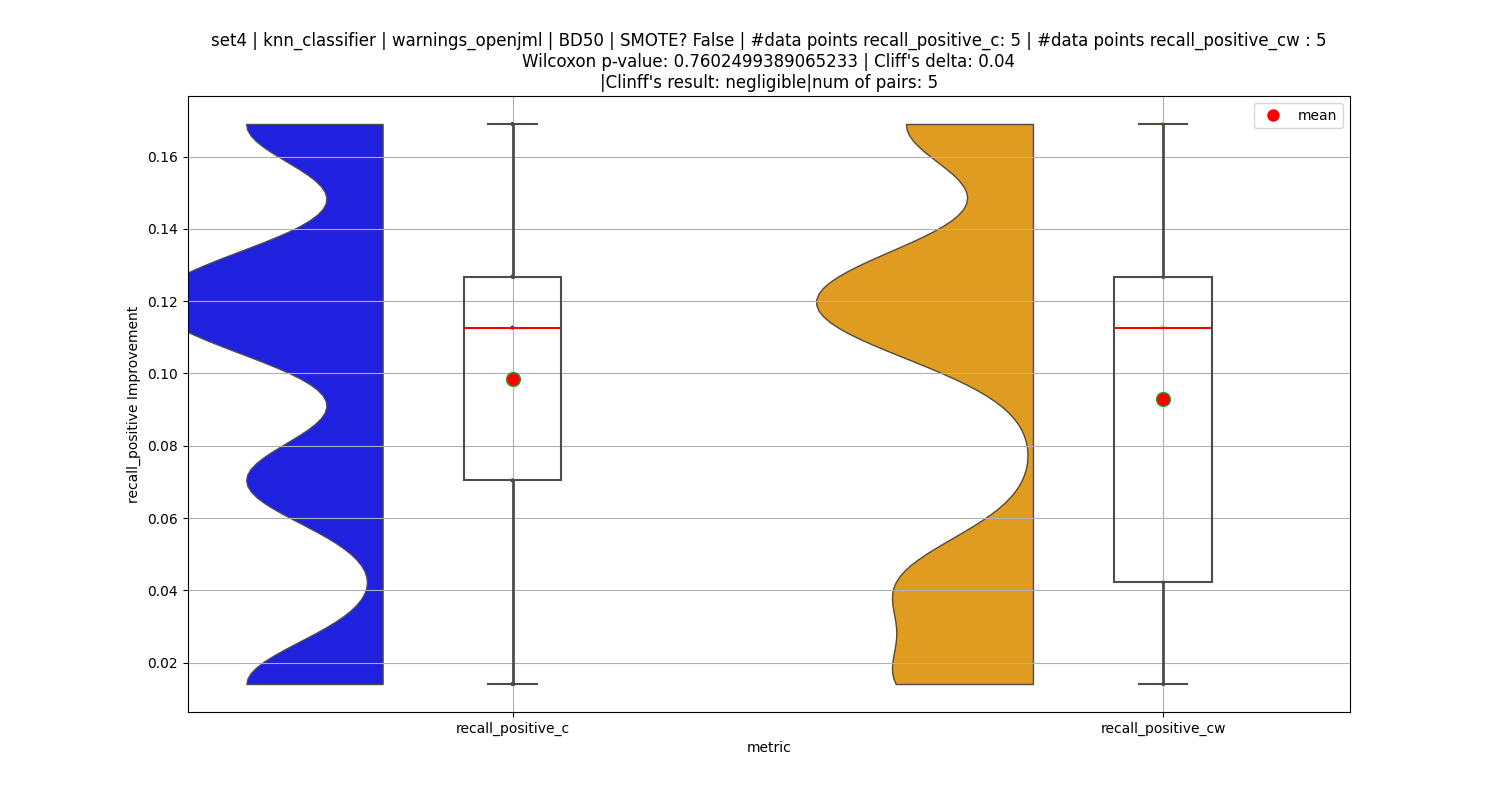 set4 | knn_classifier | warnings_openjml | BD50 | SMOTE? False | #data points recall_positive_c: 5 | #data points recall_positive_cw : 5
Wilcoxon p-value: 0.7602499389065233 | Cliff's delta: 0.04
|Clinff's result: negligible|num of pairs: 5
mean
0.16
0.14
0.12
0.10
0.08
0.06
0.04
0.02
recall_positive Improvement
recall_positive_c
recall_positive_cw
metric